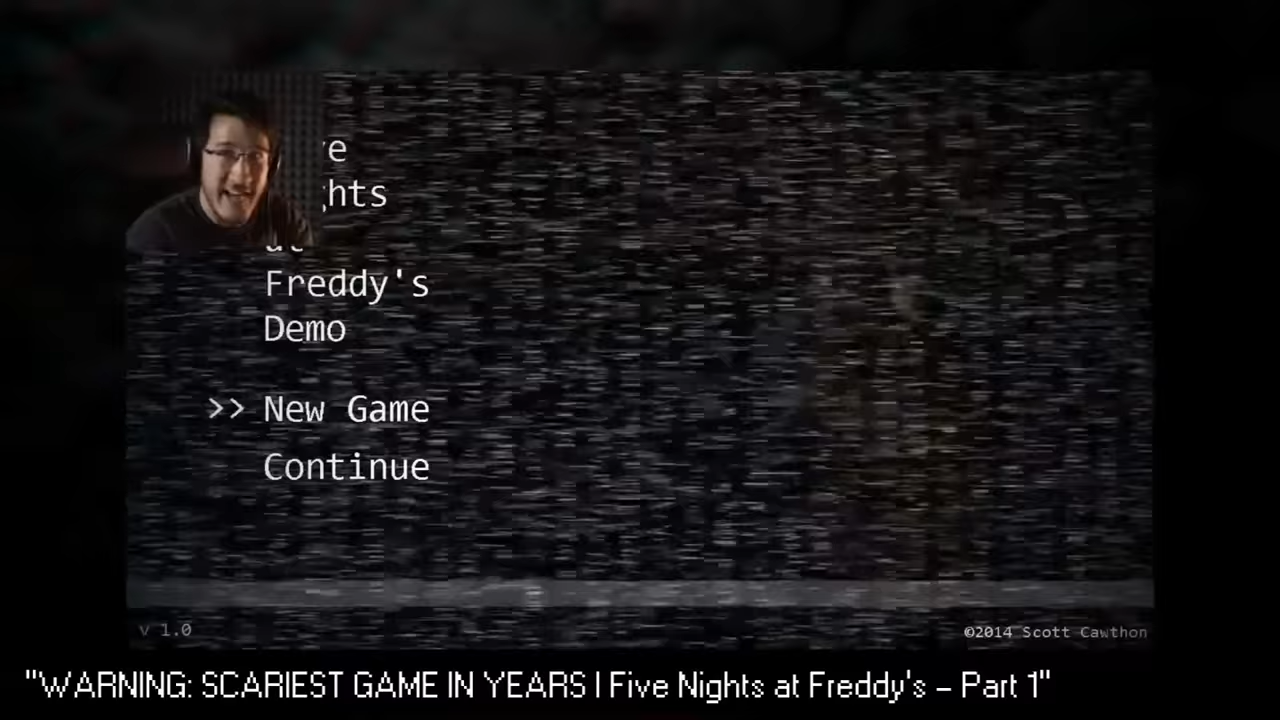 hts
Freddy's
Demo
>> New Game
Continue
v 1.0
©2014 Scott Cawthon
"WARNING: SCARIEST GAME IN YEARS | Five Nights at Freddy's – Part 1"